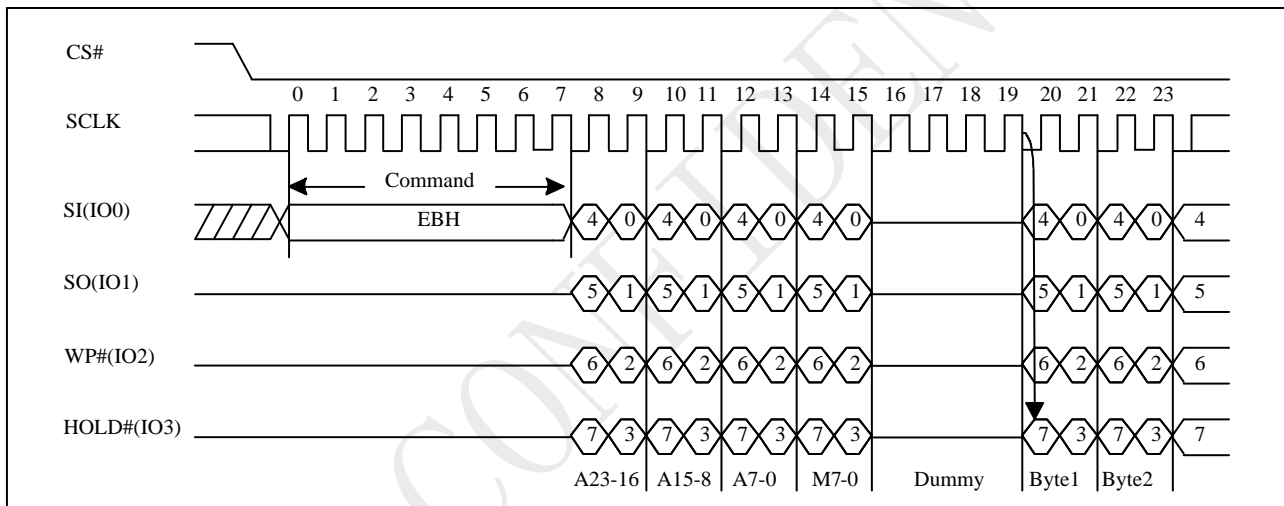 CS#
0 1 2 3 4 5 6 7 8 9 10 11 12 13 14 15 16 17 18 19 20 21 22 23
SCLK
Command
SI(IO0) EBH 4 0 4 0 4 0 4 0 4 0 4 0 4
SO(IO1) 5 1 5 1 5 1 5 1 5 1 5 1 5
WP#(IO2) 6 2 6 2 6 2 6 2 6 2 6 2 6
HOLD#(IO3) 7 3 7 3 7 3 7 3 7 3 7 3 7
A23-16 A15-8 A7-0 M7-0 Dummy Byte1 Byte2
CONFIDEN